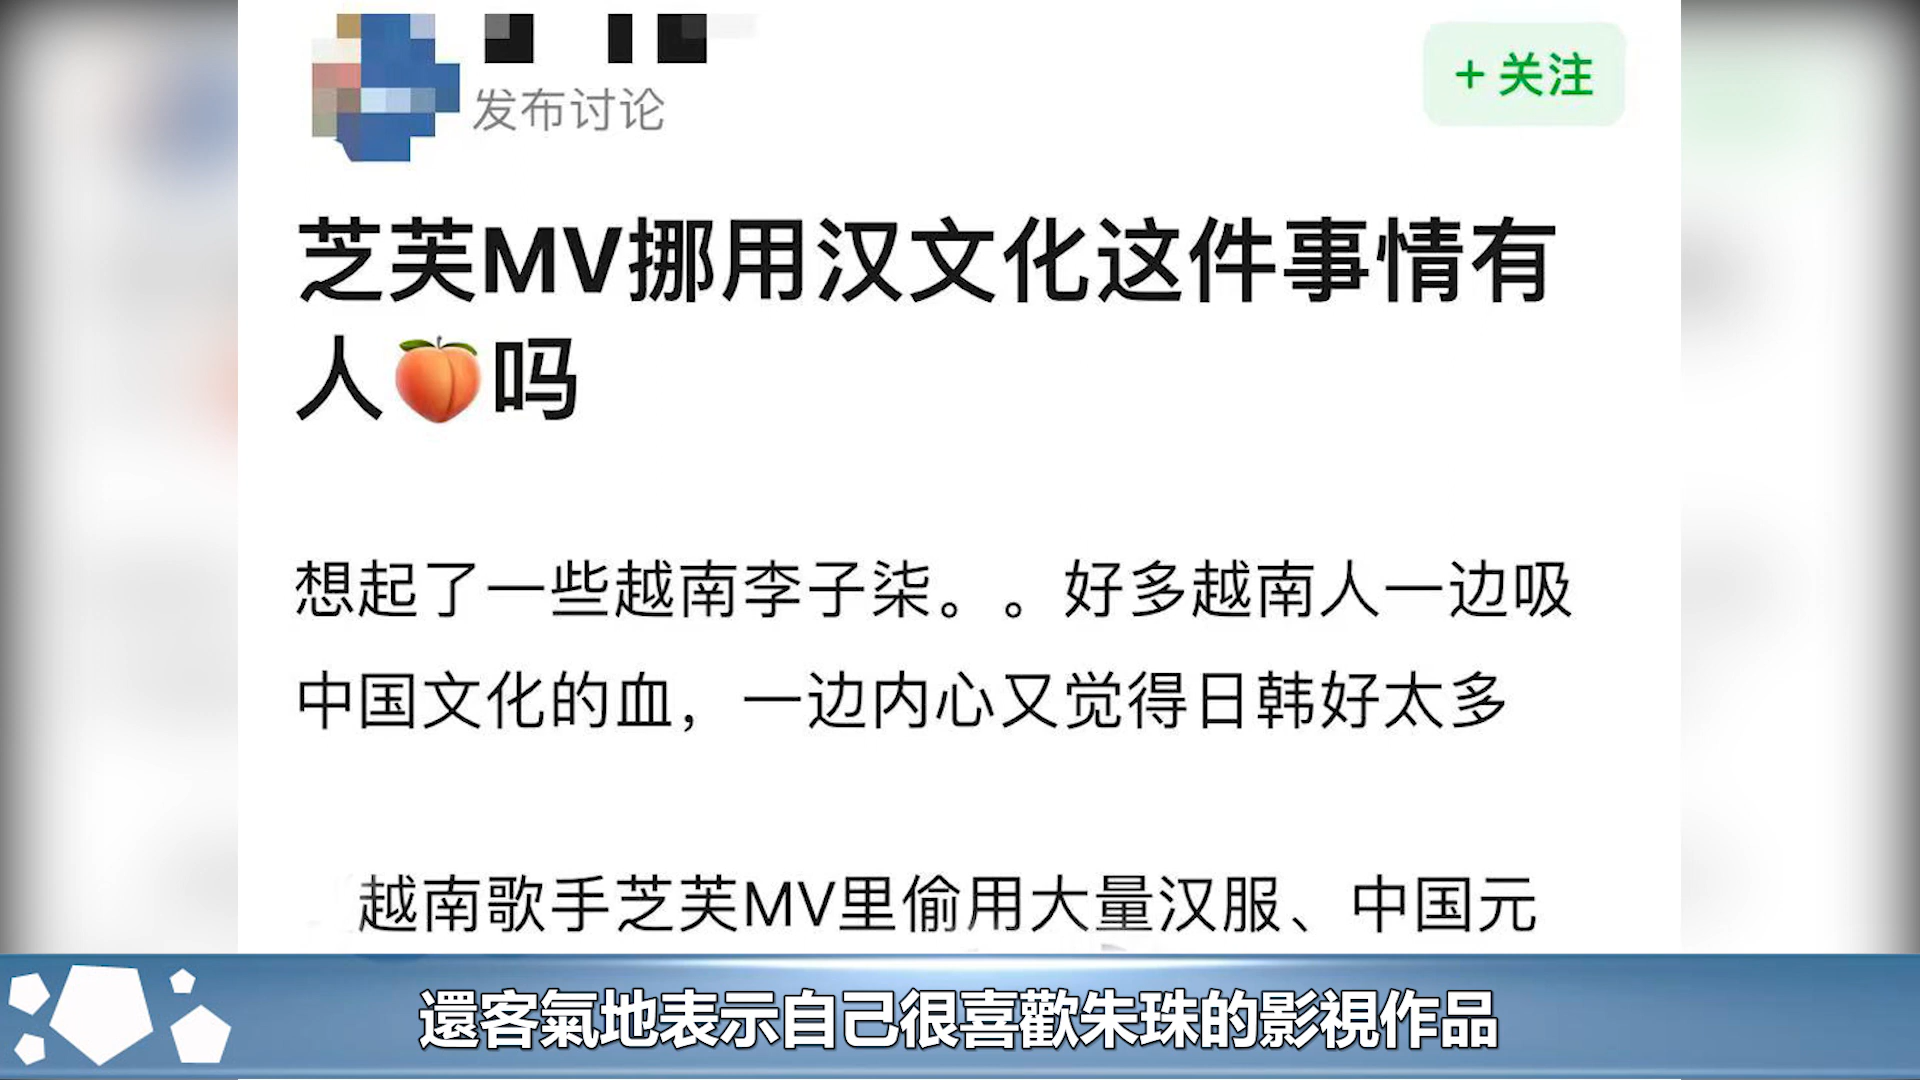 发布讨论
+ 关注
芝芙MV挪用汉文化这件事情有
人🍑吗
想起了一些越南李子柒。。好多越南人一边吸
中国文化的血，一边内心又觉得日韩好太多
越南歌手芝芙MV里偷用大量汉服、中国元
還客氣地表示自己很喜歡朱珠的影視作品